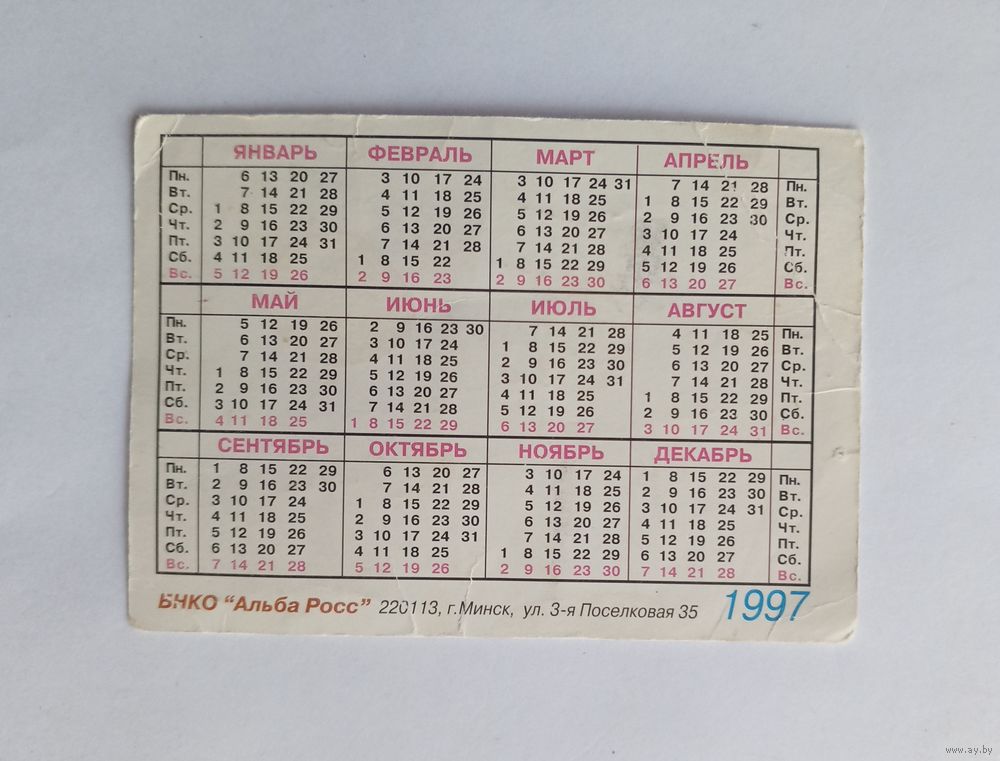 ЯНВАРЬ ФЕВРАЛЬ МАРТ АПРЕЛЬ
Пн. 6 13 20 27 3 10 17 24 3 10 17 24 31 7 14 21 28 Пн.
Вт. 7 14 21 28 4 11 18 25 4 11 18 25 1 8 15 22 29 Вт.
Ср. 1 8 15 22 29 5 12 19 26 5 12 19 26 2 9 16 23 30 Ср.
Чт. 2 9 16 23 30 6 13 20 27 6 13 20 27 3 10 17 24 Чт.
Пт. 3 10 17 24 31 7 14 21 28 7 14 21 28 4 11 18 25 Пт.
Сб. 4 11 18 25 1 8 15 22 1 8 15 22 29 5 12 19 26 Сб.
Вс. 5 12 19 26 2 9 16 23 2 9 16 23 30 6 13 20 27 Вс.
МАЙ ИЮНЬ ИЮЛЬ АВГУСТ
Пн. 5 12 19 26 2 9 16 23 30 7 14 21 28 4 11 18 25 Пн.
Вт. 6 13 20 27 3 10 17 24 1 8 15 22 29 5 12 19 26 Вт.
Ср. 7 14 21 28 4 11 18 25 2 9 16 23 30 6 13 20 27 Ср.
Чт. 1 8 15 22 29 5 12 19 26 3 10 17 24 31 7 14 21 28 Чт.
Пт. 2 9 16 23 30 6 13 20 27 4 11 18 25 1 8 15 22 29 Пт.
Сб. 3 10 17 24 31 7 14 21 28 5 12 19 26 2 9 16 23 30 Сб.
Вс. 4 11 18 25 1 8 15 22 29 6 13 20 27 3 10 17 24 31 Вс.
СЕНТЯБРЬ ОКТЯБРЬ НОЯБРЬ ДЕКАБРЬ
Пн. 1 8 15 22 29 6 13 20 27 3 10 17 24 1 8 15 22 29 Пн.
Вт. 2 9 16 23 30 7 14 21 28 4 11 18 25 2 9 16 23 30 Вт.
Ср. 3 10 17 24 1 8 15 22 29 5 12 19 26 3 10 17 24 31 Ср.
Чт. 4 11 18 25 2 9 16 23 30 6 13 20 27 4 11 18 25 Чт.
Пт. 5 12 19 26 3 10 17 24 31 7 14 21 28 5 12 19 26 Пт.
Сб. 6 13 20 27 4 11 18 25 1 8 15 22 29 6 13 20 27 Сб.
Вс. 7 14 21 28 5 12 19 26 2 9 16 23 30 7 14 21 28 Вс.
БНКО "Альба Росс" 220113, г.Минск, ул. 3-я Поселковая 35 1997
www.ay.by